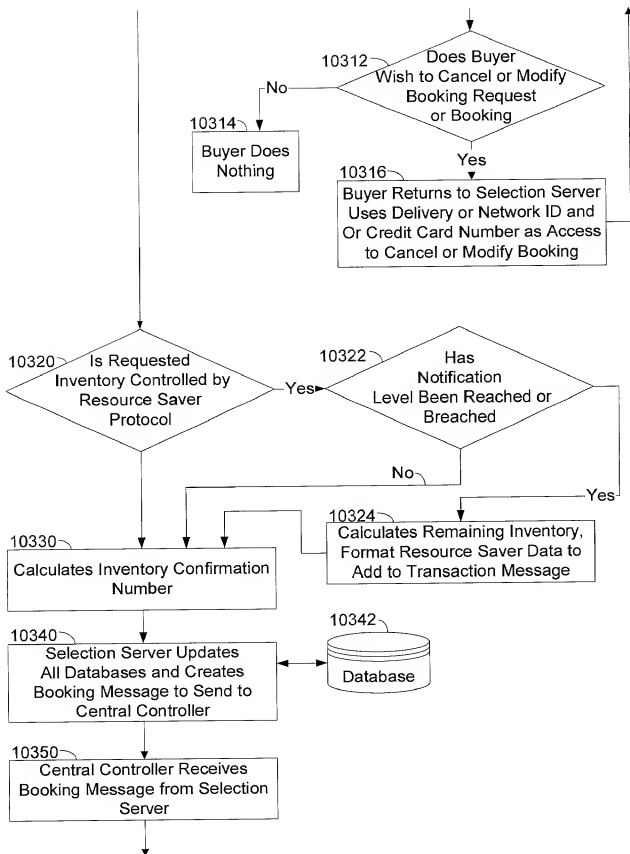 10312
Does Buyer
Wish to Cancel or Modify
Booking Request
or Booking
No
10314
Buyer Does
Nothing
Yes
10316
Buyer Returns to Selection Server
Uses Delivery or Network ID and
Or Credit Card Number as Access
to Cancel or Modify Booking
10320
Is Requested
Inventory Controlled by
Resource Saver
Protocol
Yes
10322
Has
Notification
Level Been Reached or
Breached
No
Yes
10324
Calculates Remaining Inventory,
Format Resource Saver Data to
Add to Transaction Message
10330
Calculates Inventory Confirmation
Number
10340
Selection Server Updates
All Databases and Creates
Booking Message to Send to
Central Controller
10342
Database
10350
Central Controller Receives
Booking Message from Selection
Server